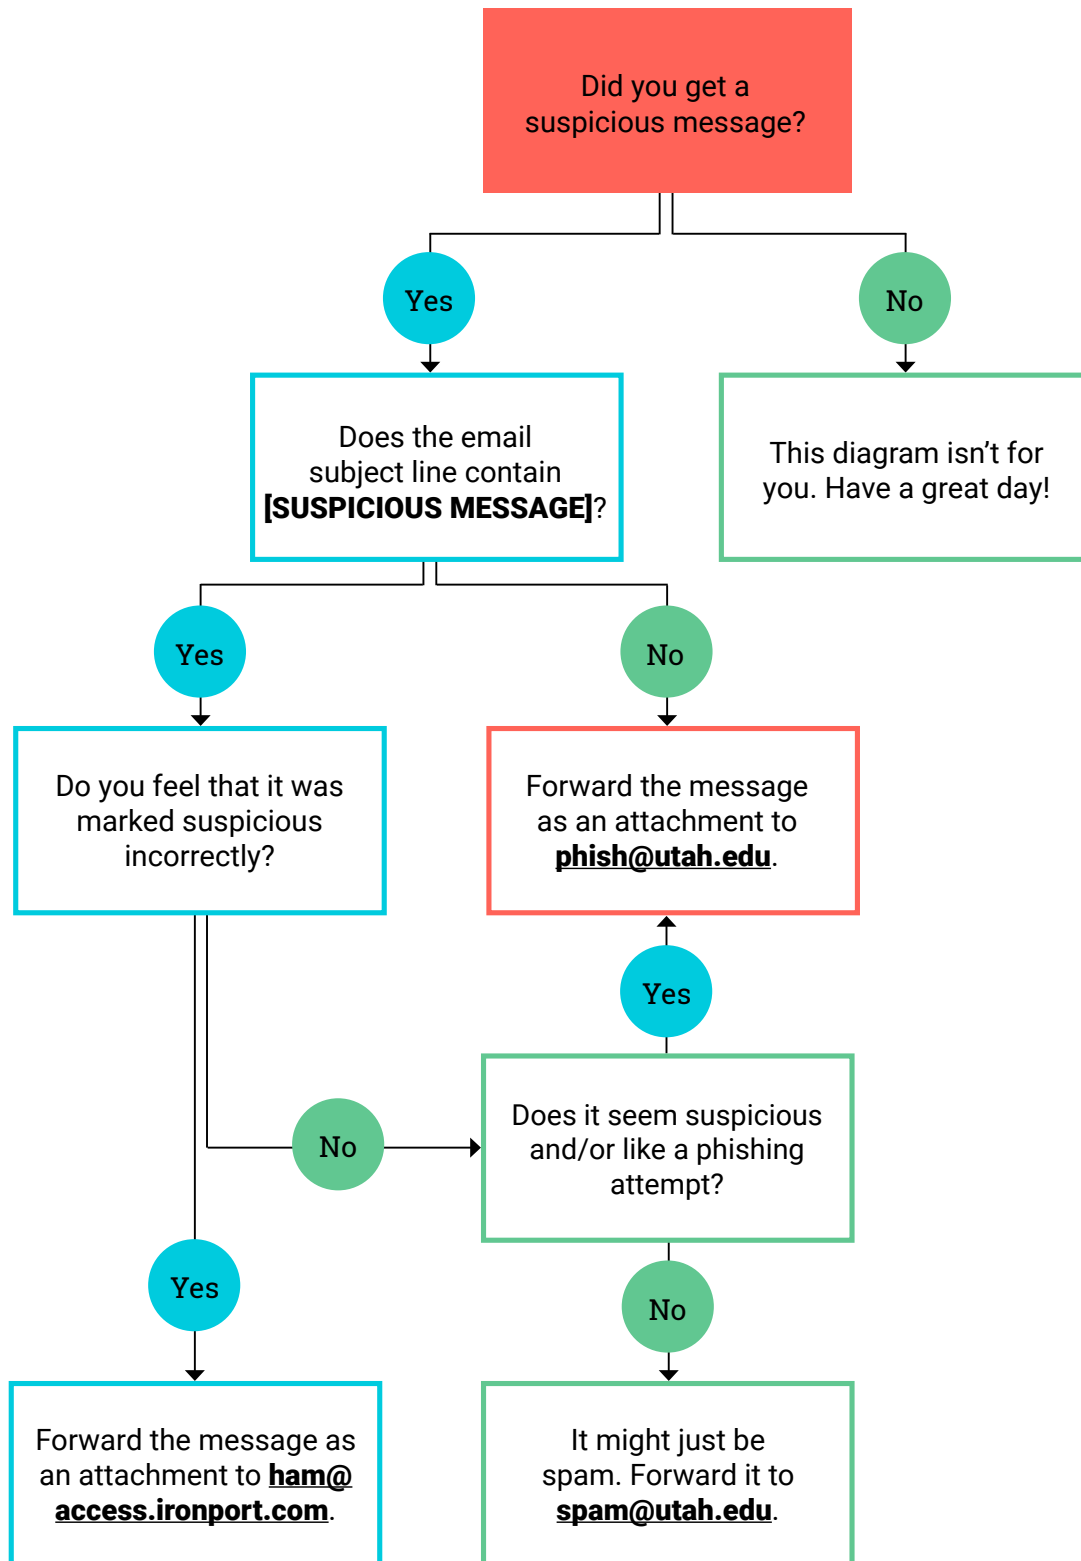 Did you get a
suspicious message?
Yes
No
Does the email
subject line contain
[SUSPICIOUS MESSAGE]?
This diagram isn’t for
you. Have a great day!
Yes
No
Do you feel that it was
marked suspicious
incorrectly?
Forward the message
as an attachment to
phish@utah.edu.
Yes
No
Does it seem suspicious
and/or like a phishing
attempt?
Yes
No
Forward the message as
an attachment to ham@
access.ironport.com.
It might just be
spam. Forward it to
spam@utah.edu.